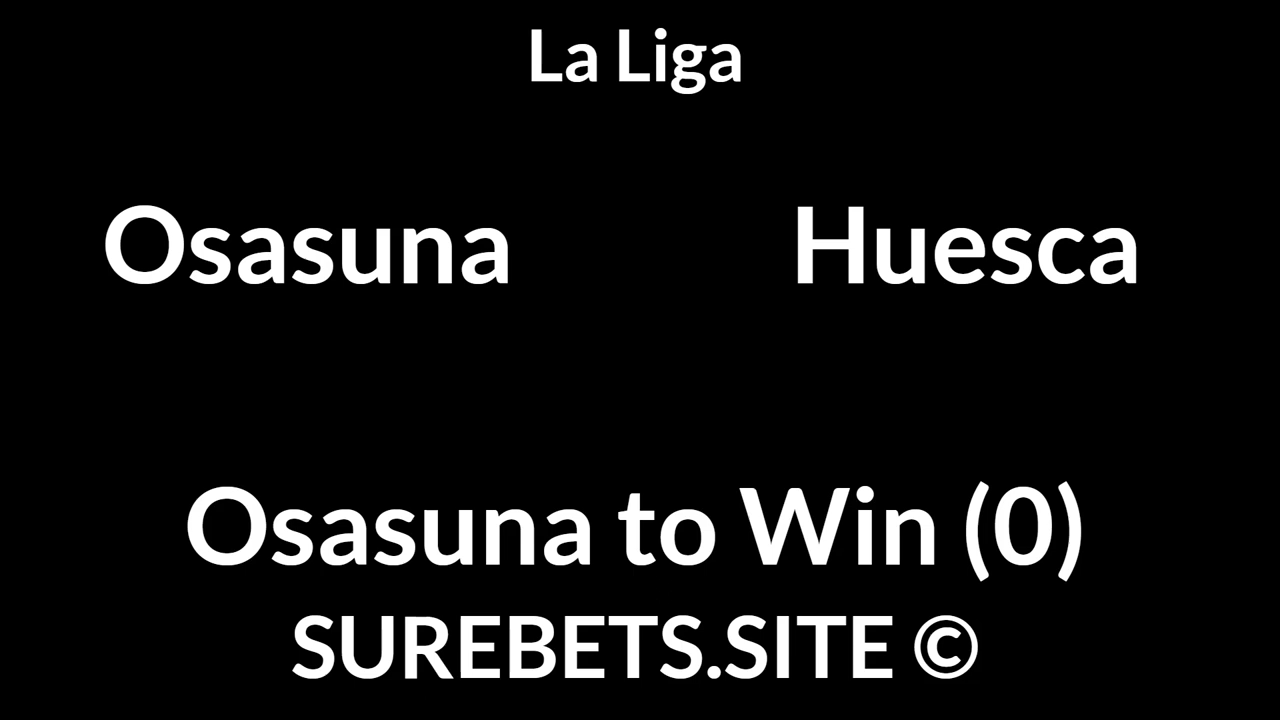 La Liga
Osasuna Huesca
Osasuna to Win (0)
SUREBETS.SITE ©